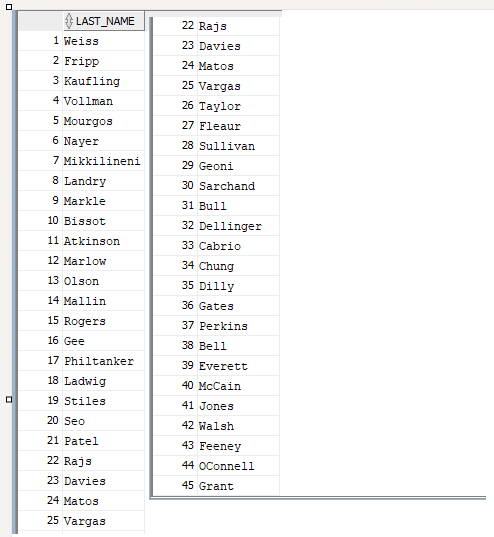 LAST_NAME
1 Weiss
2 Fripp
3 Kaufling
4 Vollman
5 Mourgos
6 Nayer
7 Mikkilineni
8 Landry
9 Markle
10 Bissot
11 Atkinson
12 Marlow
13 Olson
14 Mallin
15 Rogers
16 Gee
17 Philtanker
18 Ladwig
19 Stiles
20 Seo
21 Patel
22 Rajs
23 Davies
24 Matos
25 Vargas
22 Rajs
23 Davies
24 Matos
25 Vargas
26 Taylor
27 Fleaur
28 Sullivan
29 Geoni
30 Sarchand
31 Bull
32 Dellinger
33 Cabrio
34 Chung
35 Dilly
36 Gates
37 Perkins
38 Bell
39 Everett
40 McCain
41 Jones
42 Walsh
43 Feeney
44 OConnell
45 Grant